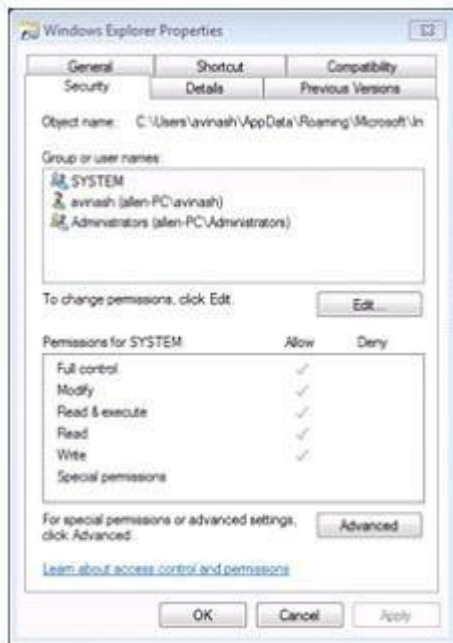 Windows Explorer Properties
General Shortcut Compatibility
Security Details Previous Versions
Object name: C:\Users\avinash\AppData\Roaming\Microsoft\In
Group or user names:
SYSTEM
avinash (allen-PC\avinash)
Administrators (allen-PC\Administrators)
To change permissions, click Edit.
Edit...
Permissions for SYSTEM Allow Deny
Full control
Modify
Read & execute
Read
Write
Special permissions
For special permissions or advanced settings,
click Advanced.
Advanced
Learn about access control and permissions
OK Cancel Apply